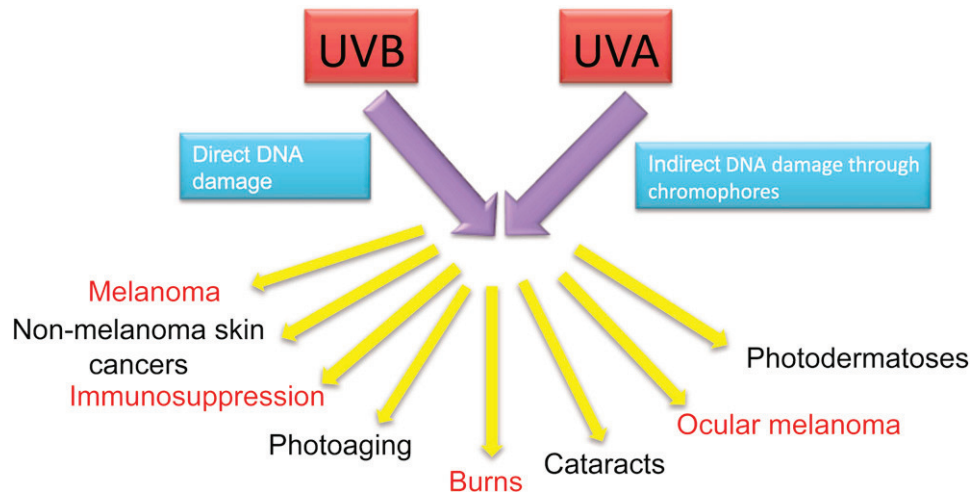 UVB
UVA
Direct DNA
damage
Indirect DNA damage through
chromophores
Melanoma
Non-melanoma skin
cancers
Immunosuppression
Photoaging
Burns
Cataracts
Ocular melanoma
Photodermatoses